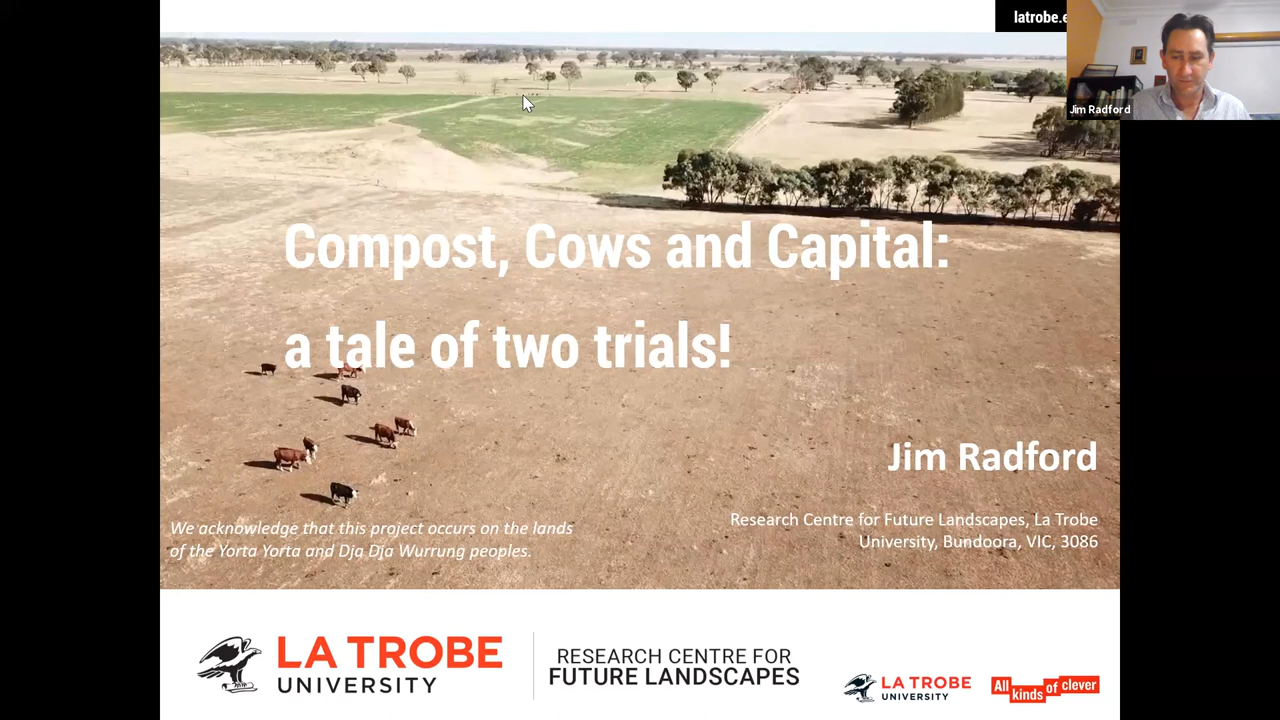 latrobe.e
Jim Radford
Compost, Cows and Capital:
a tale of two trials!
Jim Radford
We acknowledge that this project occurs on the lands
of the Yorta Yorta and Dja Dja Wurrung peoples.
Research Centre for Future Landscapes, La Trobe
University, Bundoora, VIC, 3086
LA TROBE
UNIVERSITY
RESEARCH CENTRE FOR
FUTURE LANDSCAPES
LA TROBE
UNIVERSITY
All kinds of clever